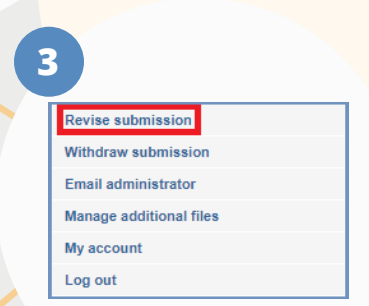 3
Revise submission
Withdraw submission
Email administrator
Manage additional files
My account
Log out